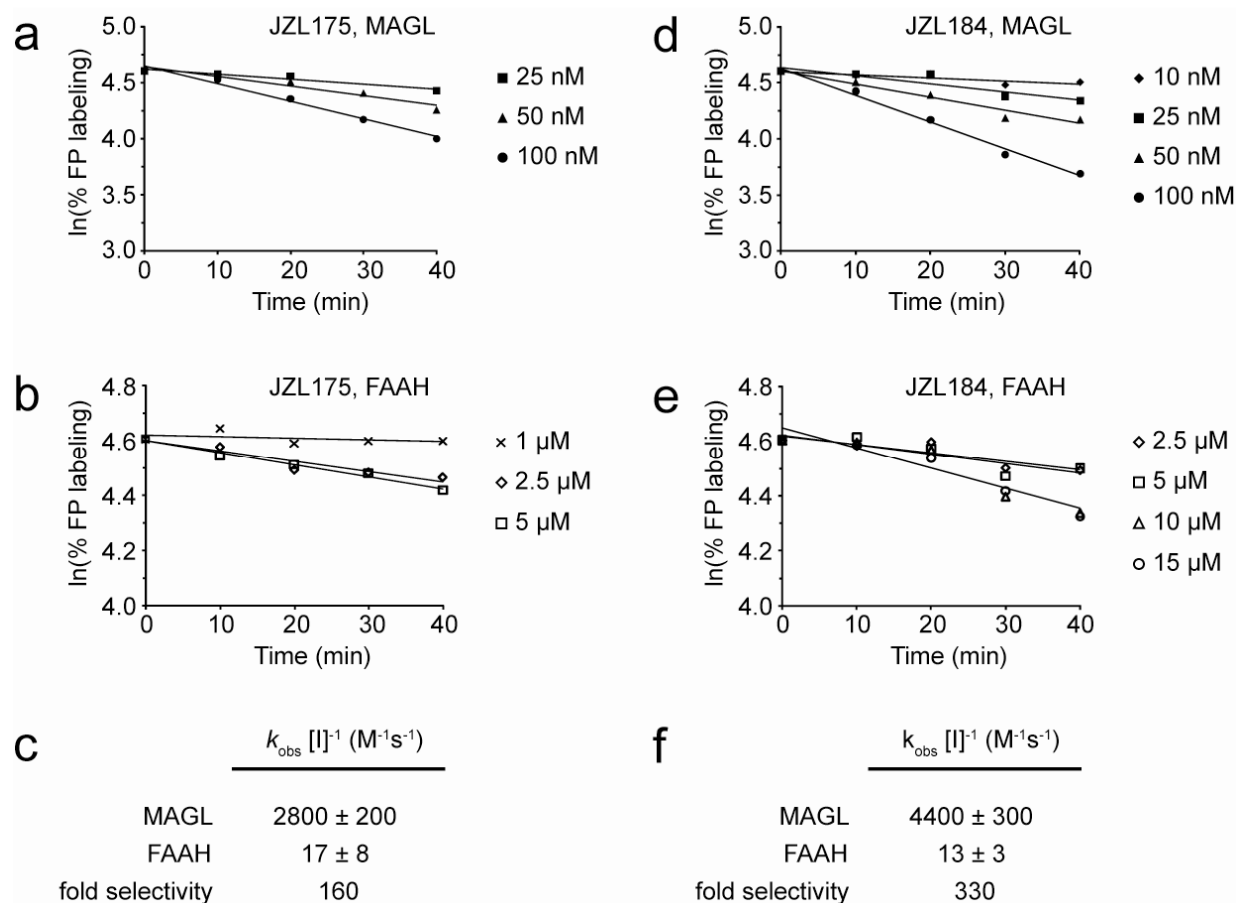 a
JZL175, MAGL
ln(% FP labeling)
5.0
4.5
4.0
3.5
3.0
0 10 20 30 40
Time (min)
25 nM
50 nM
100 nM
d
JZL184, MAGL
ln(% FP labeling)
5.0
4.5
4.0
3.5
3.0
0 10 20 30 40
Time (min)
10 nM
25 nM
50 nM
100 nM
b
JZL175, FAAH
ln(% FP labeling)
4.8
4.6
4.4
4.2
4.0
0 10 20 30 40
Time (min)
1 µM
2.5 µM
5 µM
e
JZL184, FAAH
ln(% FP labeling)
4.8
4.6
4.4
4.2
4.0
0 10 20 30 40
Time (min)
2.5 µM
5 µM
10 µM
15 µM
c
k_obs [I]⁻¹ (M⁻¹s⁻¹)
MAGL 2800 ± 200
FAAH 17 ± 8
fold selectivity 160
f
k_obs [I]⁻¹ (M⁻¹s⁻¹)
MAGL 4400 ± 300
FAAH 13 ± 3
fold selectivity 330